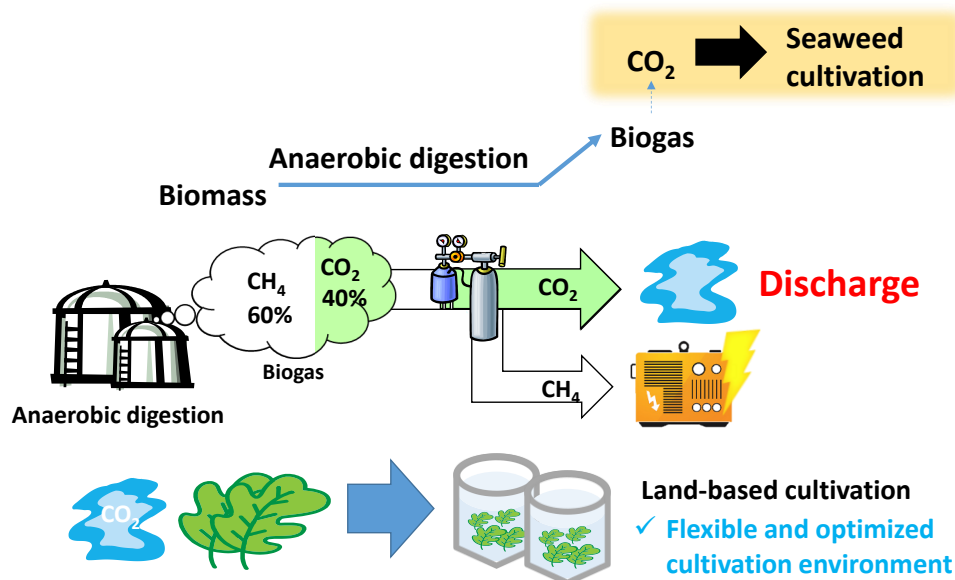 CO₂
Seaweed
cultivation
Biogas
Anaerobic digestion
Biomass
CH₄
60%
CO₂
40%
Biogas
CO₂
Discharge
CH₄
Anaerobic digestion
CO₂
Land-based cultivation
✓ Flexible and optimized
cultivation environment